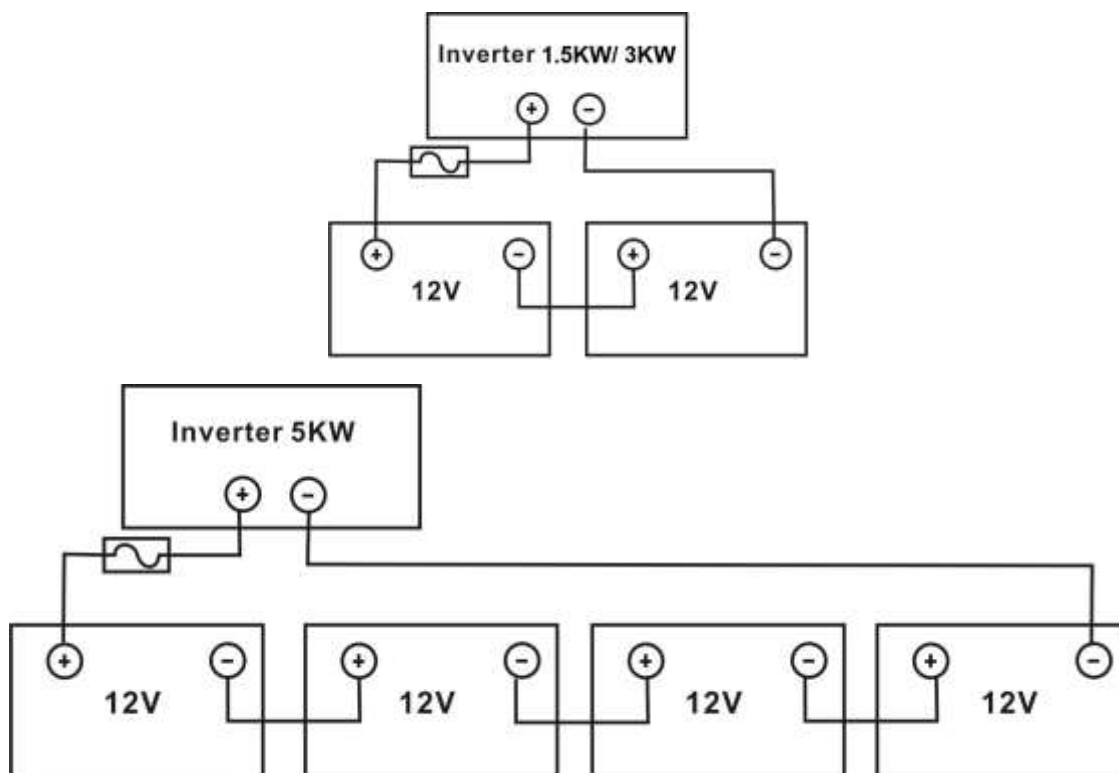 Inverter 1.5KW/ 3KW
+ −
+ − + −
12V 12V
Inverter 5KW
+ −
+ − + − + − + −
12V 12V 12V 12V